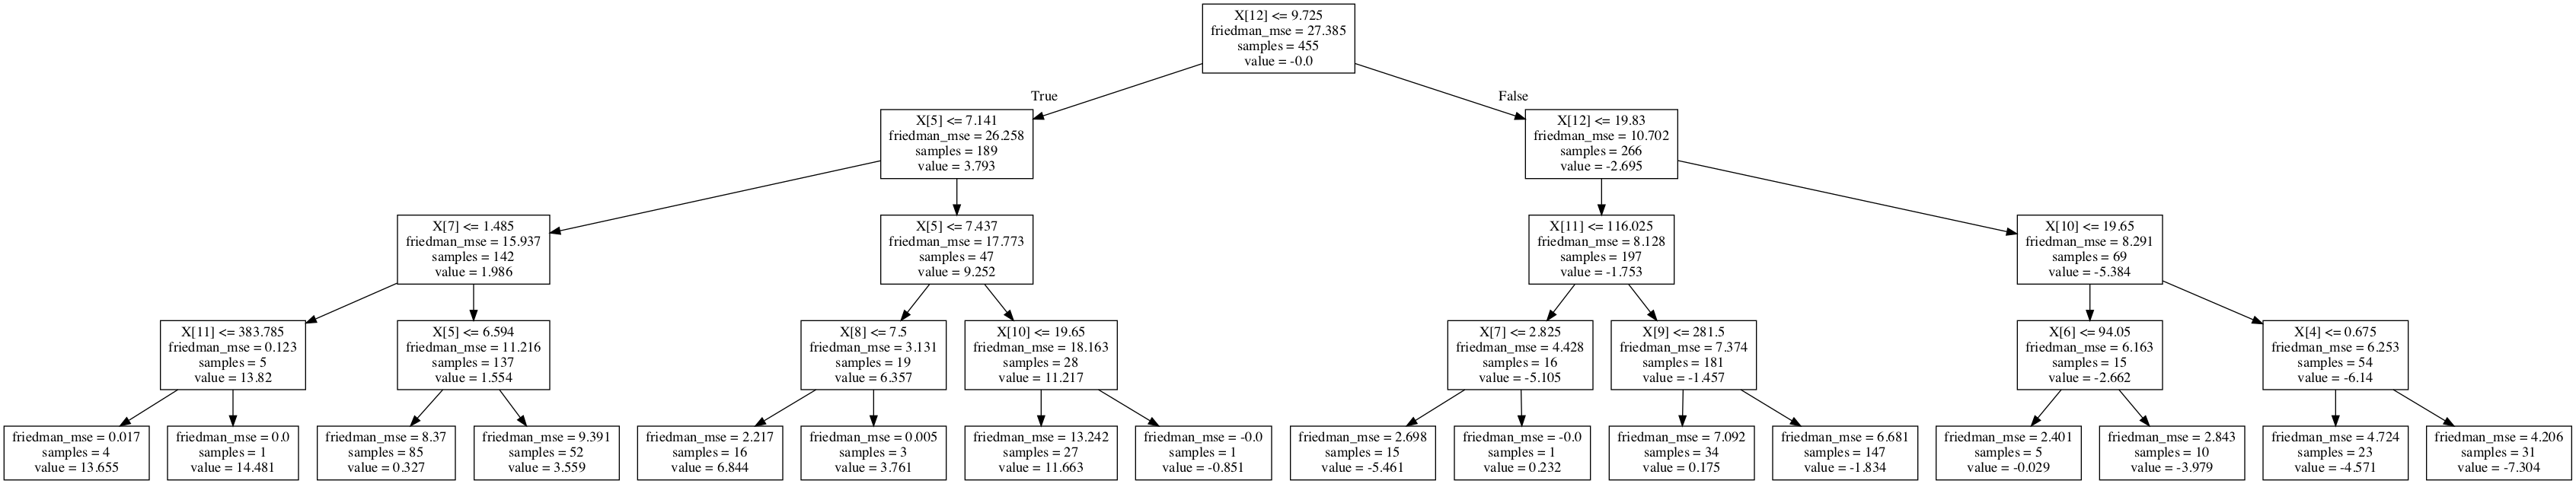 X[12] <= 9.725
friedman_mse = 27.385
samples = 455
value = -0.0
True
False
X[5] <= 7.141
friedman_mse = 26.258
samples = 189
value = 3.793
X[12] <= 19.83
friedman_mse = 10.702
samples = 266
value = -2.695
X[7] <= 1.485
friedman_mse = 15.937
samples = 142
value = 1.986
X[5] <= 7.437
friedman_mse = 17.773
samples = 47
value = 9.252
X[11] <= 116.025
friedman_mse = 8.128
samples = 197
value = -1.753
X[10] <= 19.65
friedman_mse = 8.291
samples = 69
value = -5.384
X[11] <= 383.785
friedman_mse = 0.123
samples = 5
value = 13.82
X[5] <= 6.594
friedman_mse = 11.216
samples = 137
value = 1.554
X[8] <= 7.5
friedman_mse = 3.131
samples = 19
value = 6.357
X[10] <= 19.65
friedman_mse = 18.163
samples = 28
value = 11.217
X[7] <= 2.825
friedman_mse = 4.428
samples = 16
value = -5.105
X[9] <= 281.5
friedman_mse = 7.374
samples = 181
value = -1.457
X[6] <= 94.05
friedman_mse = 6.163
samples = 15
value = -2.662
X[4] <= 0.675
friedman_mse = 6.253
samples = 54
value = -6.14
friedman_mse = 0.017
samples = 4
value = 13.655
friedman_mse = 0.0
samples = 1
value = 14.481
friedman_mse = 8.37
samples = 85
value = 0.327
friedman_mse = 9.391
samples = 52
value = 3.559
friedman_mse = 2.217
samples = 16
value = 6.844
friedman_mse = 0.005
samples = 3
value = 3.761
friedman_mse = 13.242
samples = 27
value = 11.663
friedman_mse = -0.0
samples = 1
value = -0.851
friedman_mse = 2.698
samples = 15
value = -5.461
friedman_mse = -0.0
samples = 1
value = 0.232
friedman_mse = 7.092
samples = 34
value = 0.175
friedman_mse = 6.681
samples = 147
value = -1.834
friedman_mse = 2.401
samples = 5
value = -0.029
friedman_mse = 2.843
samples = 10
value = -3.979
friedman_mse = 4.724
samples = 23
value = -4.571
friedman_mse = 4.206
samples = 31
value = -7.304